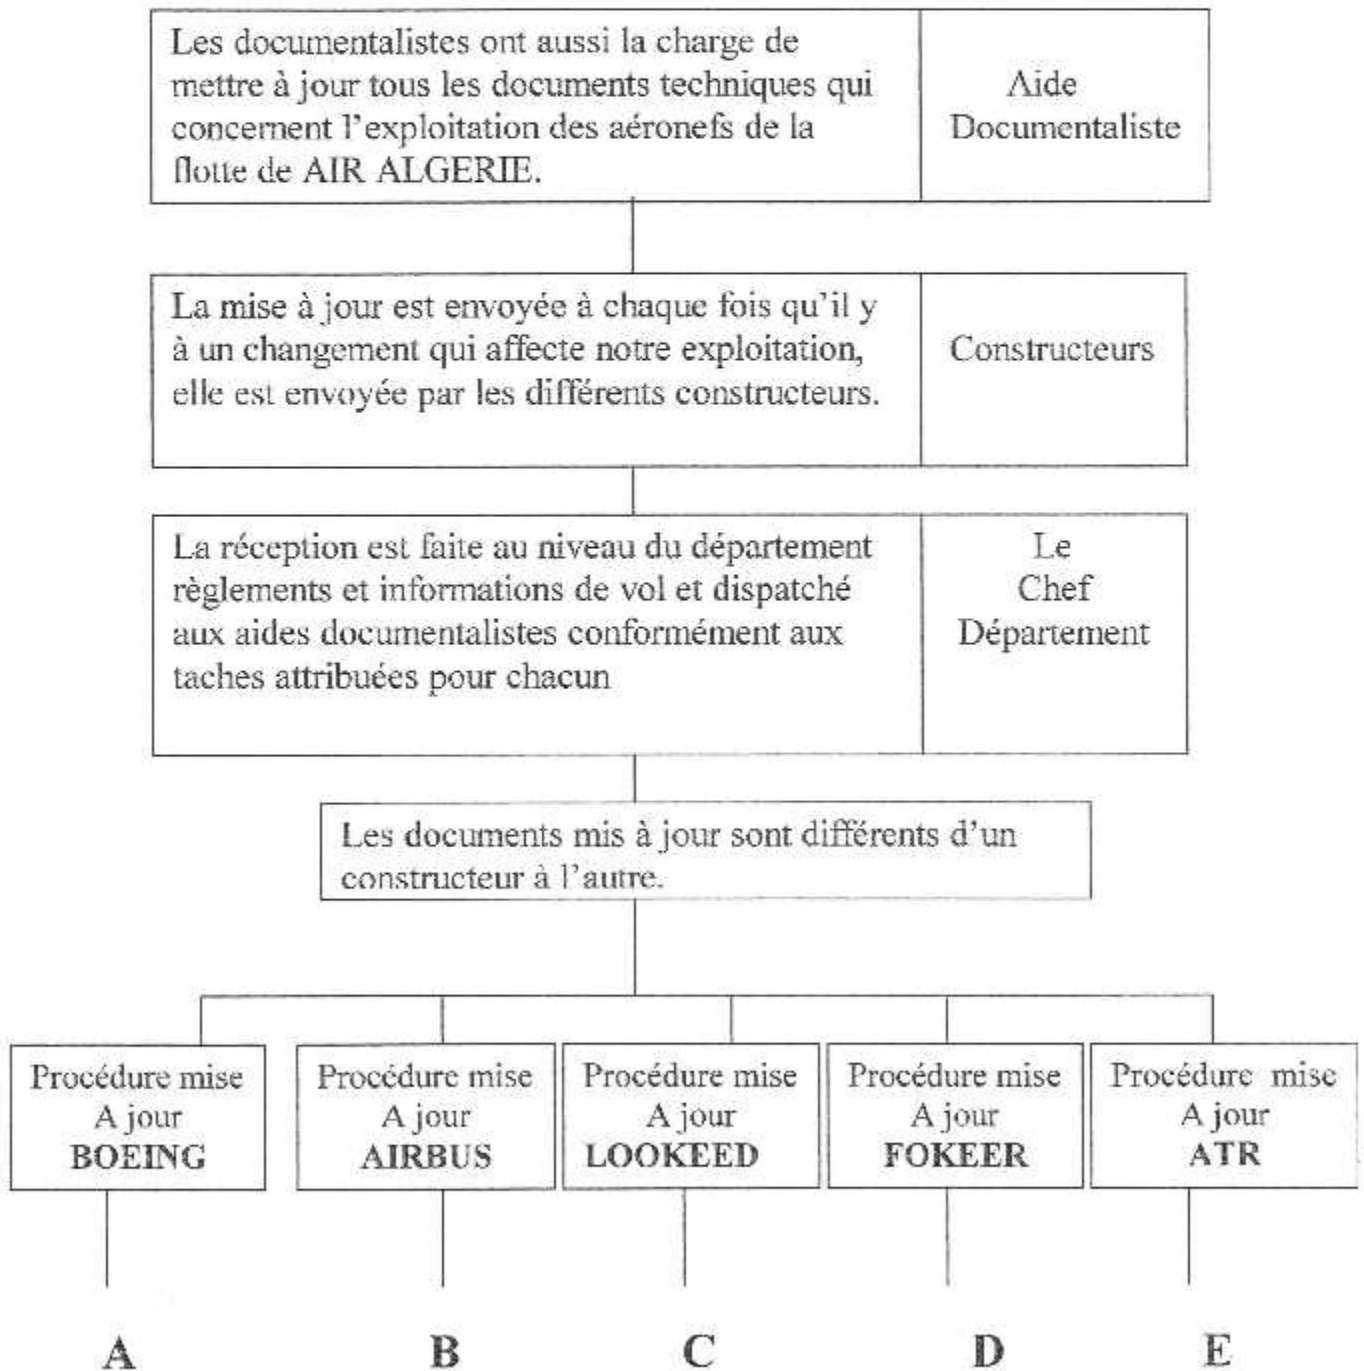 Les documentalistes ont aussi la charge de
mettre à jour tous les documents techniques qui
concernent l'exploitation des aéronefs de la
flotte de AIR ALGERIE.
Aide
Documentaliste
La mise à jour est envoyée à chaque fois qu'il y
à un changement qui affecte notre exploitation,
elle est envoyée par les différents constructeurs.
Constructeurs
La réception est faite au niveau du département
règlements et informations de vol et dispatché
aux aides documentalistes conformément aux
taches attribuées pour chacun
Le
Chef
Département
Les documents mis à jour sont différents d'un
constructeur à l'autre.
Procédure mise
A jour
BOEING
Procédure mise
A jour
AIRBUS
Procédure mise
A jour
LOOKEED
Procédure mise
A jour
FOKEER
Procédure mise
A jour
ATR
A
B
C
D
E